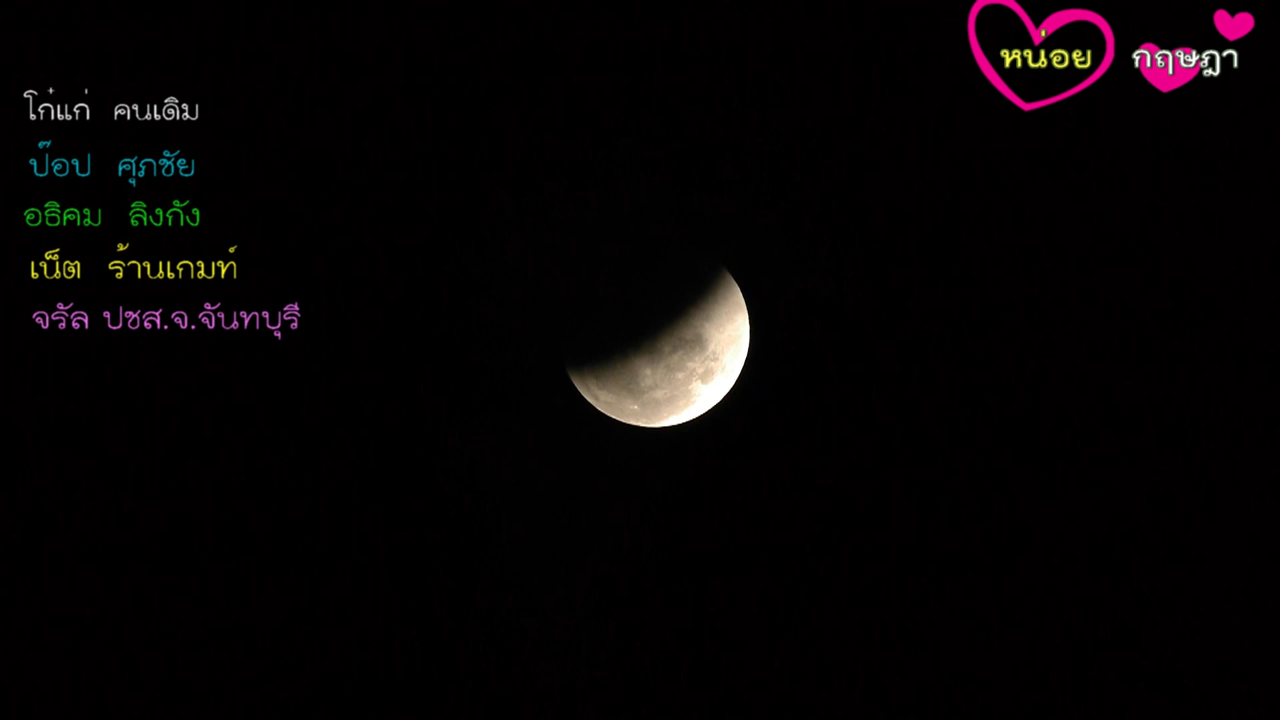 หน่อย กฤษฎา
โก๋แก่ คนเดิม
ป๊อป ศุภชัย
อธิคม ลิงกัง
เน็ต ร้านเกมท์
จรัล ปชส.จ.จันทบุรี